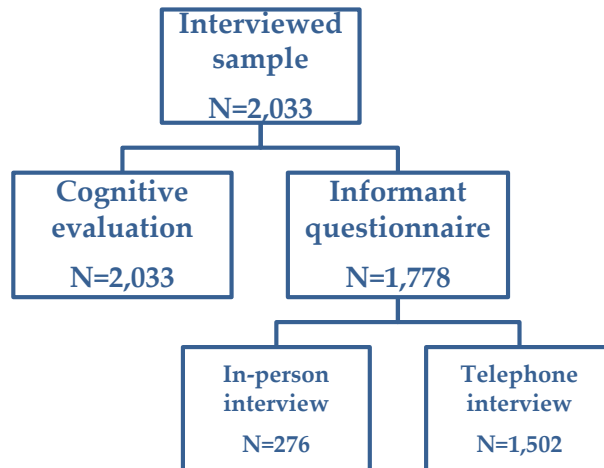 Interviewed
sample
N=2,033
Cognitive
evaluation
N=2,033
Informant
questionnaire
N=1,778
In-person
interview
N=276
Telephone
interview
N=1,502